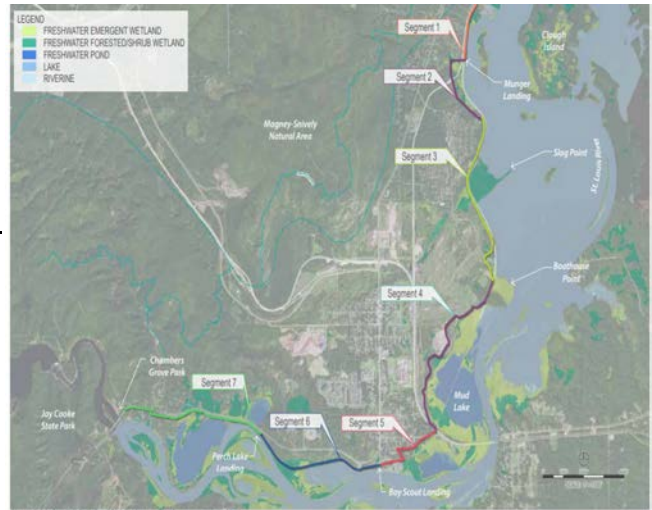 LEGEND
FRESHWATER EMERGENT WETLAND
FRESHWATER FORESTED/SHRUB WETLAND
FRESHWATER POND
LAKE
RIVERINE
Segment 1
Clough
Island
Munger
Landing
Segment 2
Magney-Snively
Natural Area
Segment 3
Slag Point
St. Louis River
Boathouse
Point
Segment 4
Chambers
Grove Park
Segment 7
Mud
Lake
Jay Cooke
State Park
Segment 6
Segment 5
Perch Lake
Landing
Boy Scout Landing